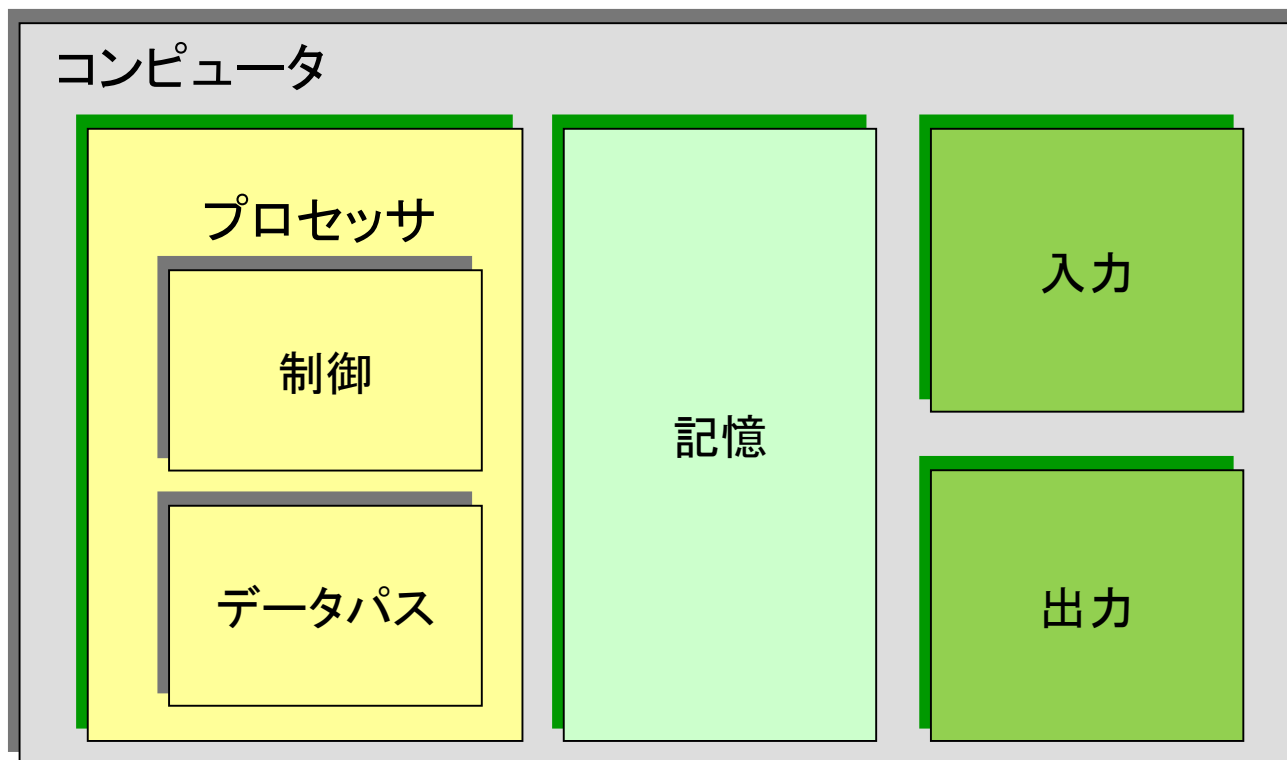 コンピュータ
プロセッサ
制御
データパス
記憶
入力
出力